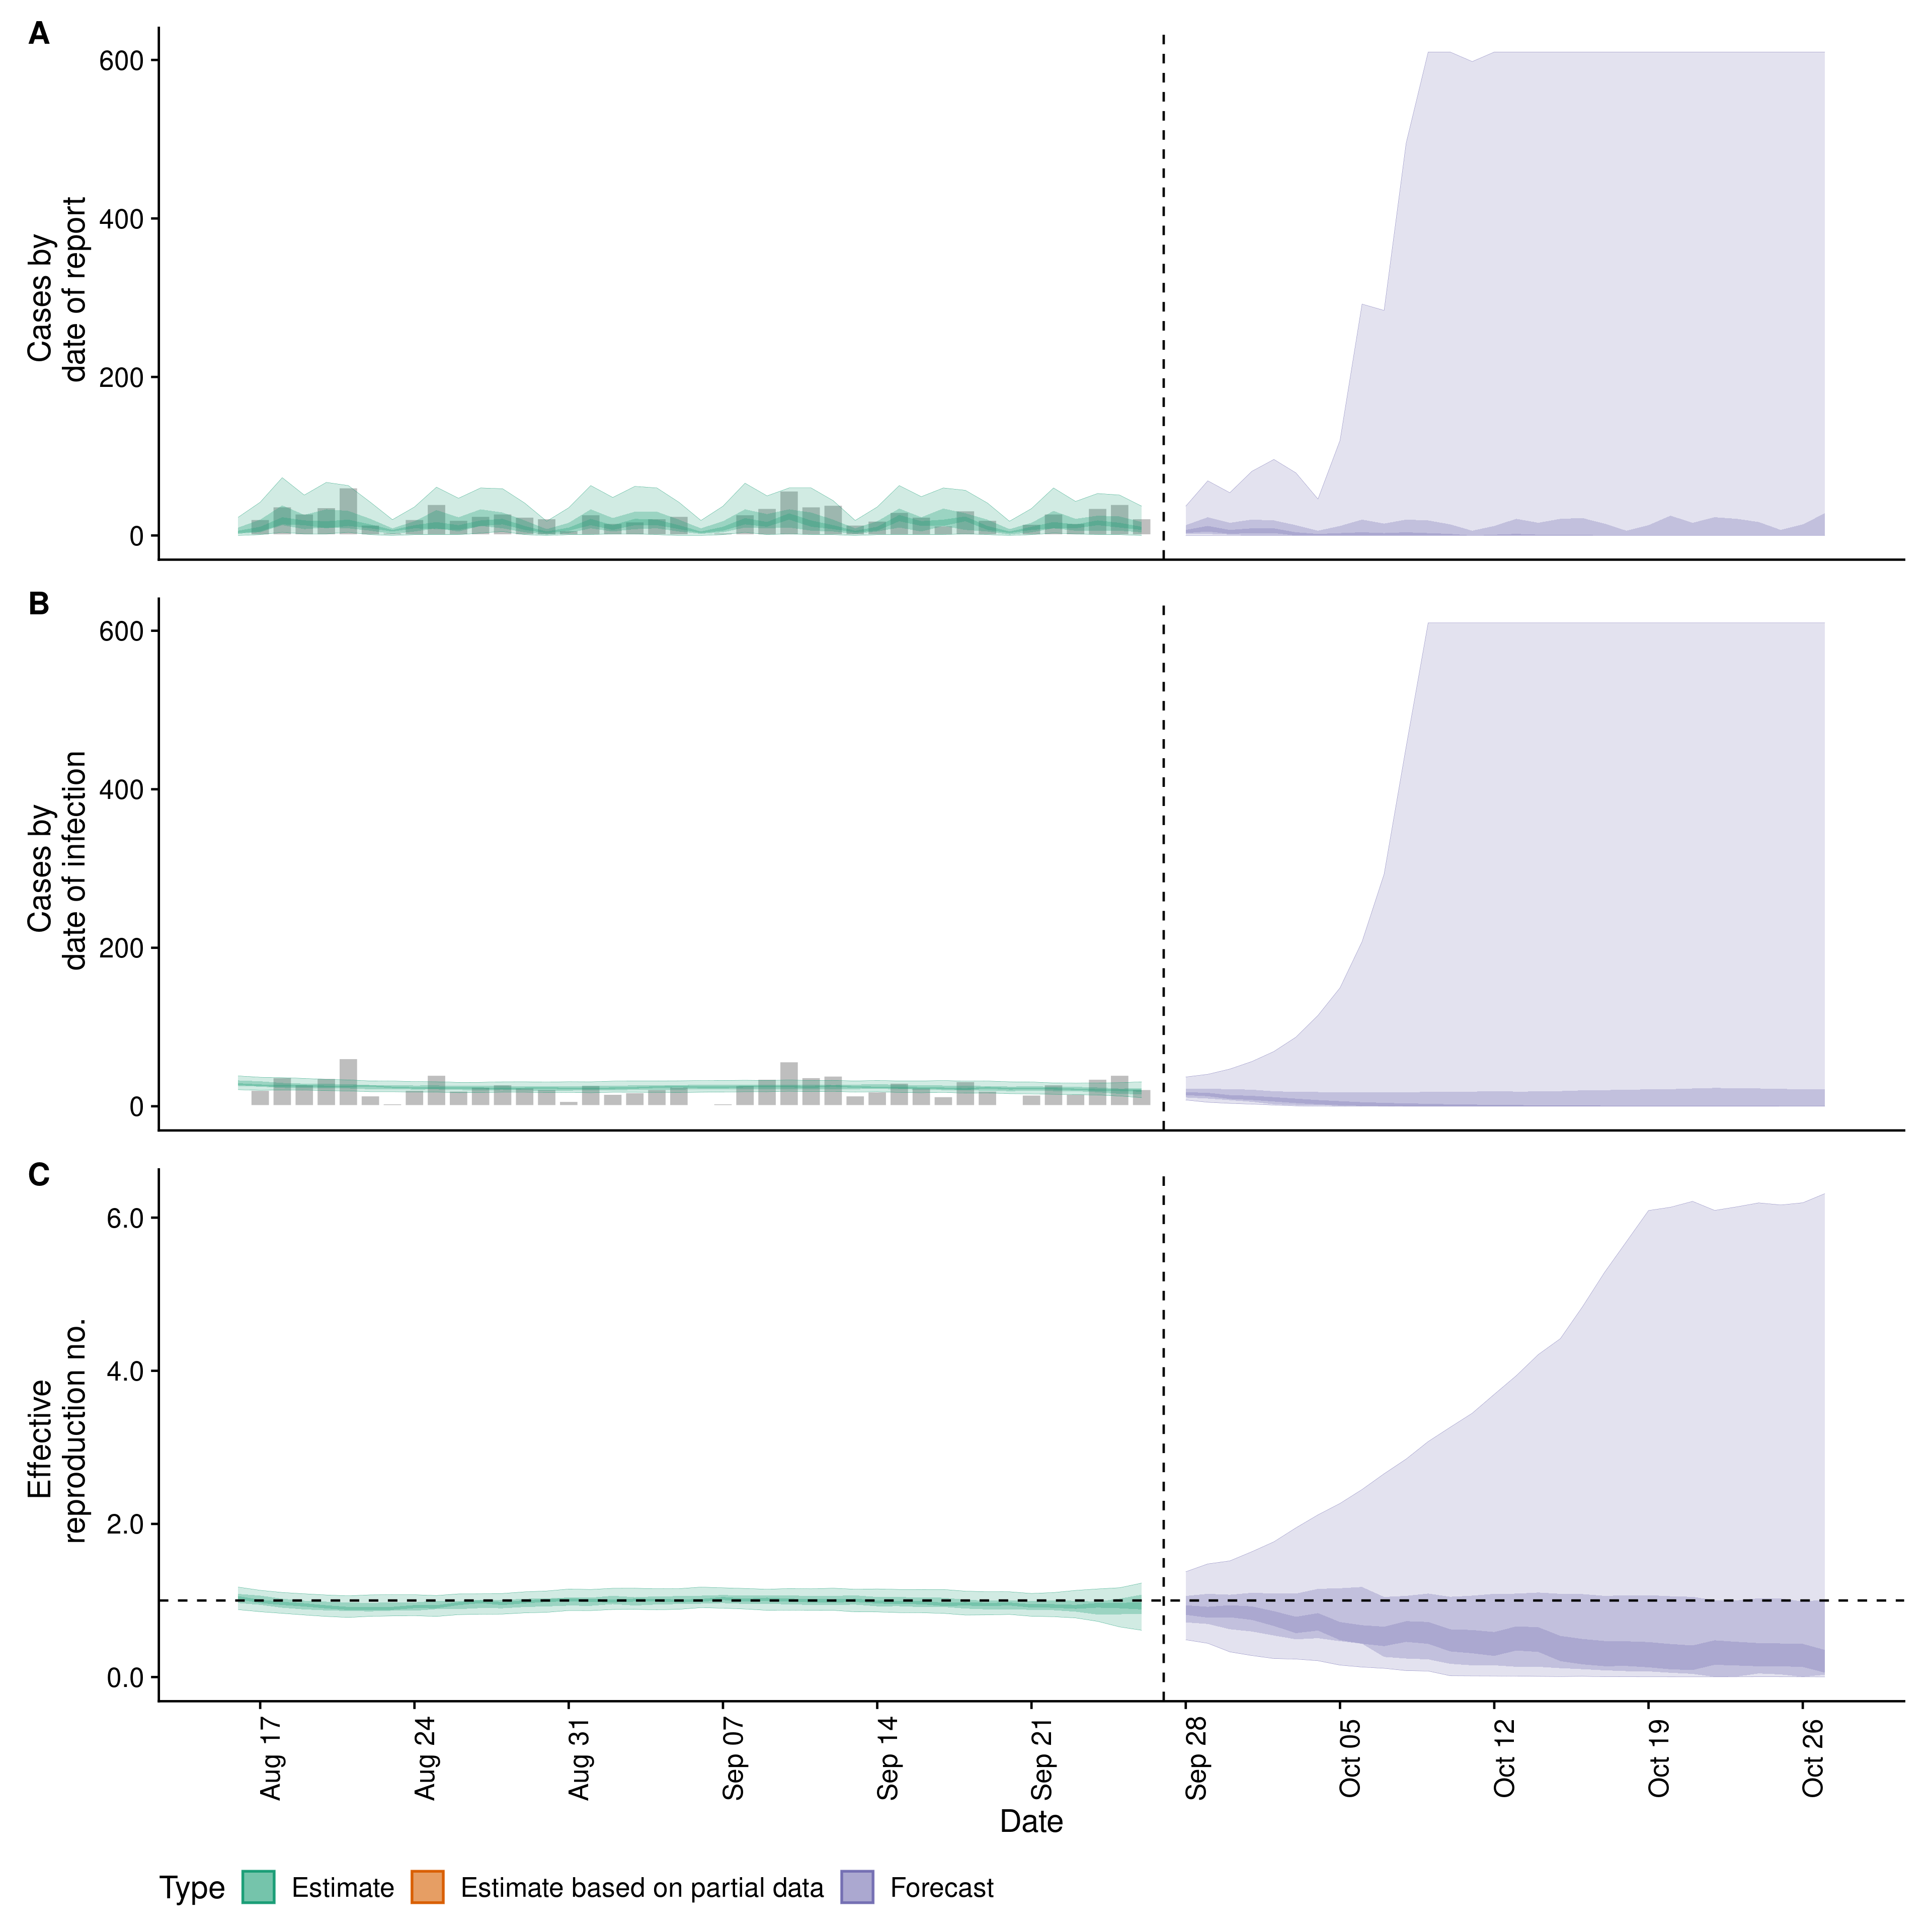 A
Cases by
date of report
600
400
200
0
B
Cases by
date of infection
600
400
200
0
C
Effective
reproduction no.
6.0
4.0
2.0
0.0
Aug 17
Aug 24
Aug 31
Sep 07
Sep 14
Sep 21
Sep 28
Oct 05
Oct 12
Oct 19
Oct 26
Date
Type Estimate Estimate based on partial data Forecast